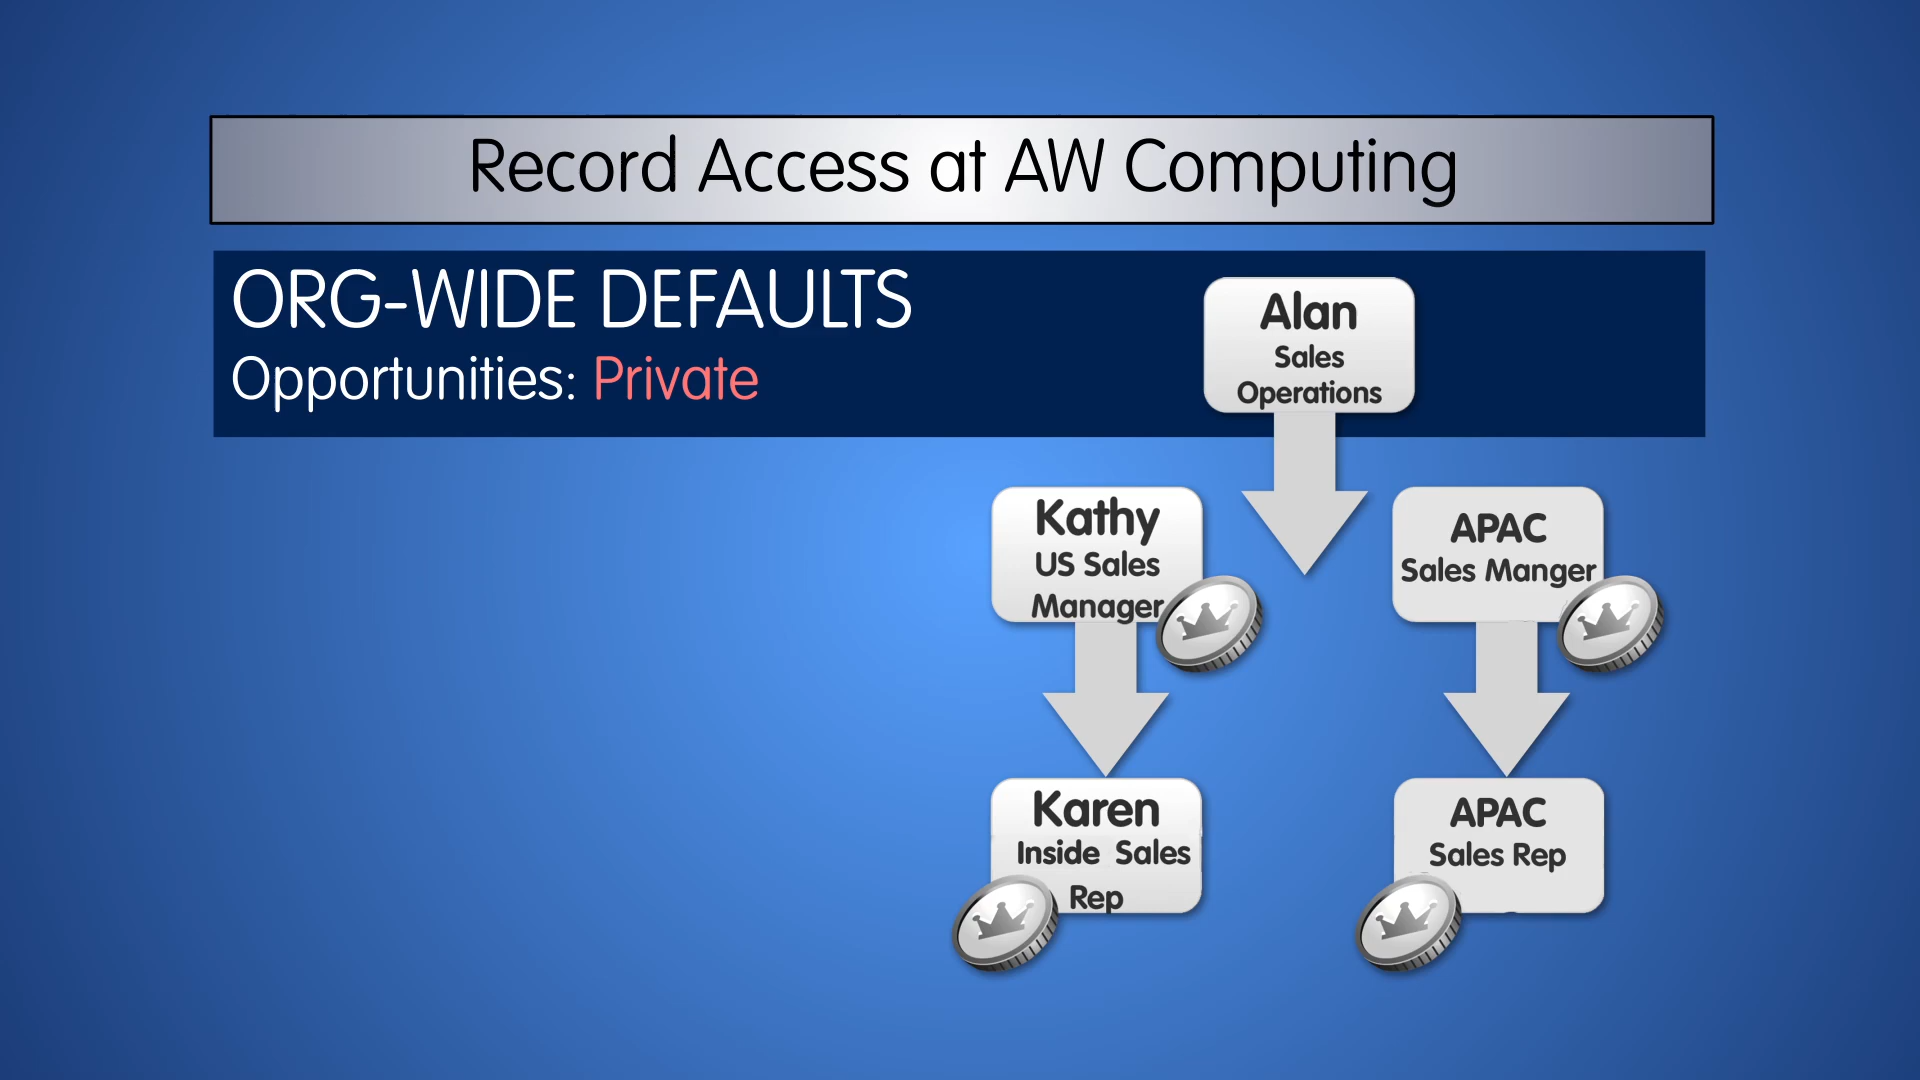 Record Access at AW Computing
ORG-WIDE DEFAULTS
Opportunities: Private
Alan
Sales
Operations
Kathy
US Sales
Manager
APAC
Sales Manger
Karen
Inside Sales
Rep
APAC
Sales Rep